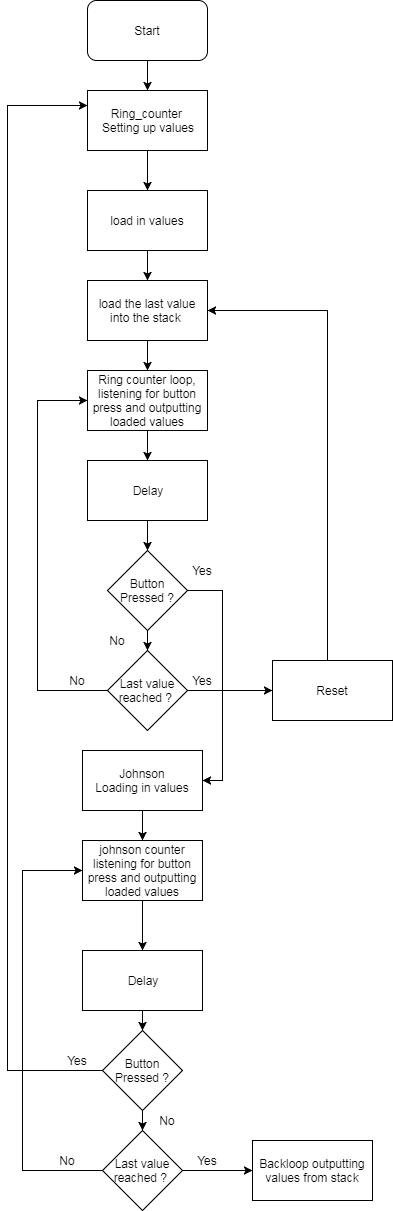 Start
Ring_counter
Setting up values
load in values
load the last value
into the stack
Ring counter loop,
listening for button
press and outputting
loaded values
Delay
Button
Pressed ?
Yes
No
Last value
reached ?
No
Yes
Reset
Johnson
Loading in values
johnson counter
listening for button
press and outputting
loaded values
Delay
Button
Pressed ?
Yes
No
Last value
reached ?
No
Yes
Backloop outputting
values from stack